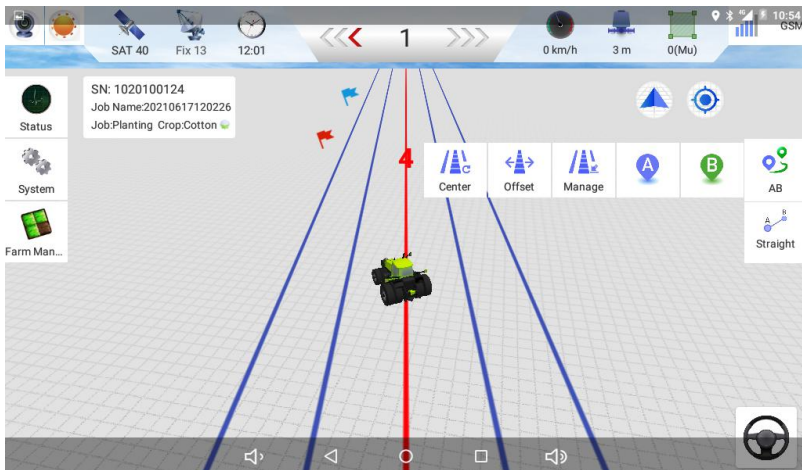 4G
10:54
GSM
SAT 40
Fix 13
12:01
1
0 km/h
3 m
0(Mu)
SN: 1020100124
Job Name:20210617120226
Job:Planting Crop:Cotton
Status
System
Farm Man...
4
Center
Offset
Manage
A
B
AB
A
B
Straight